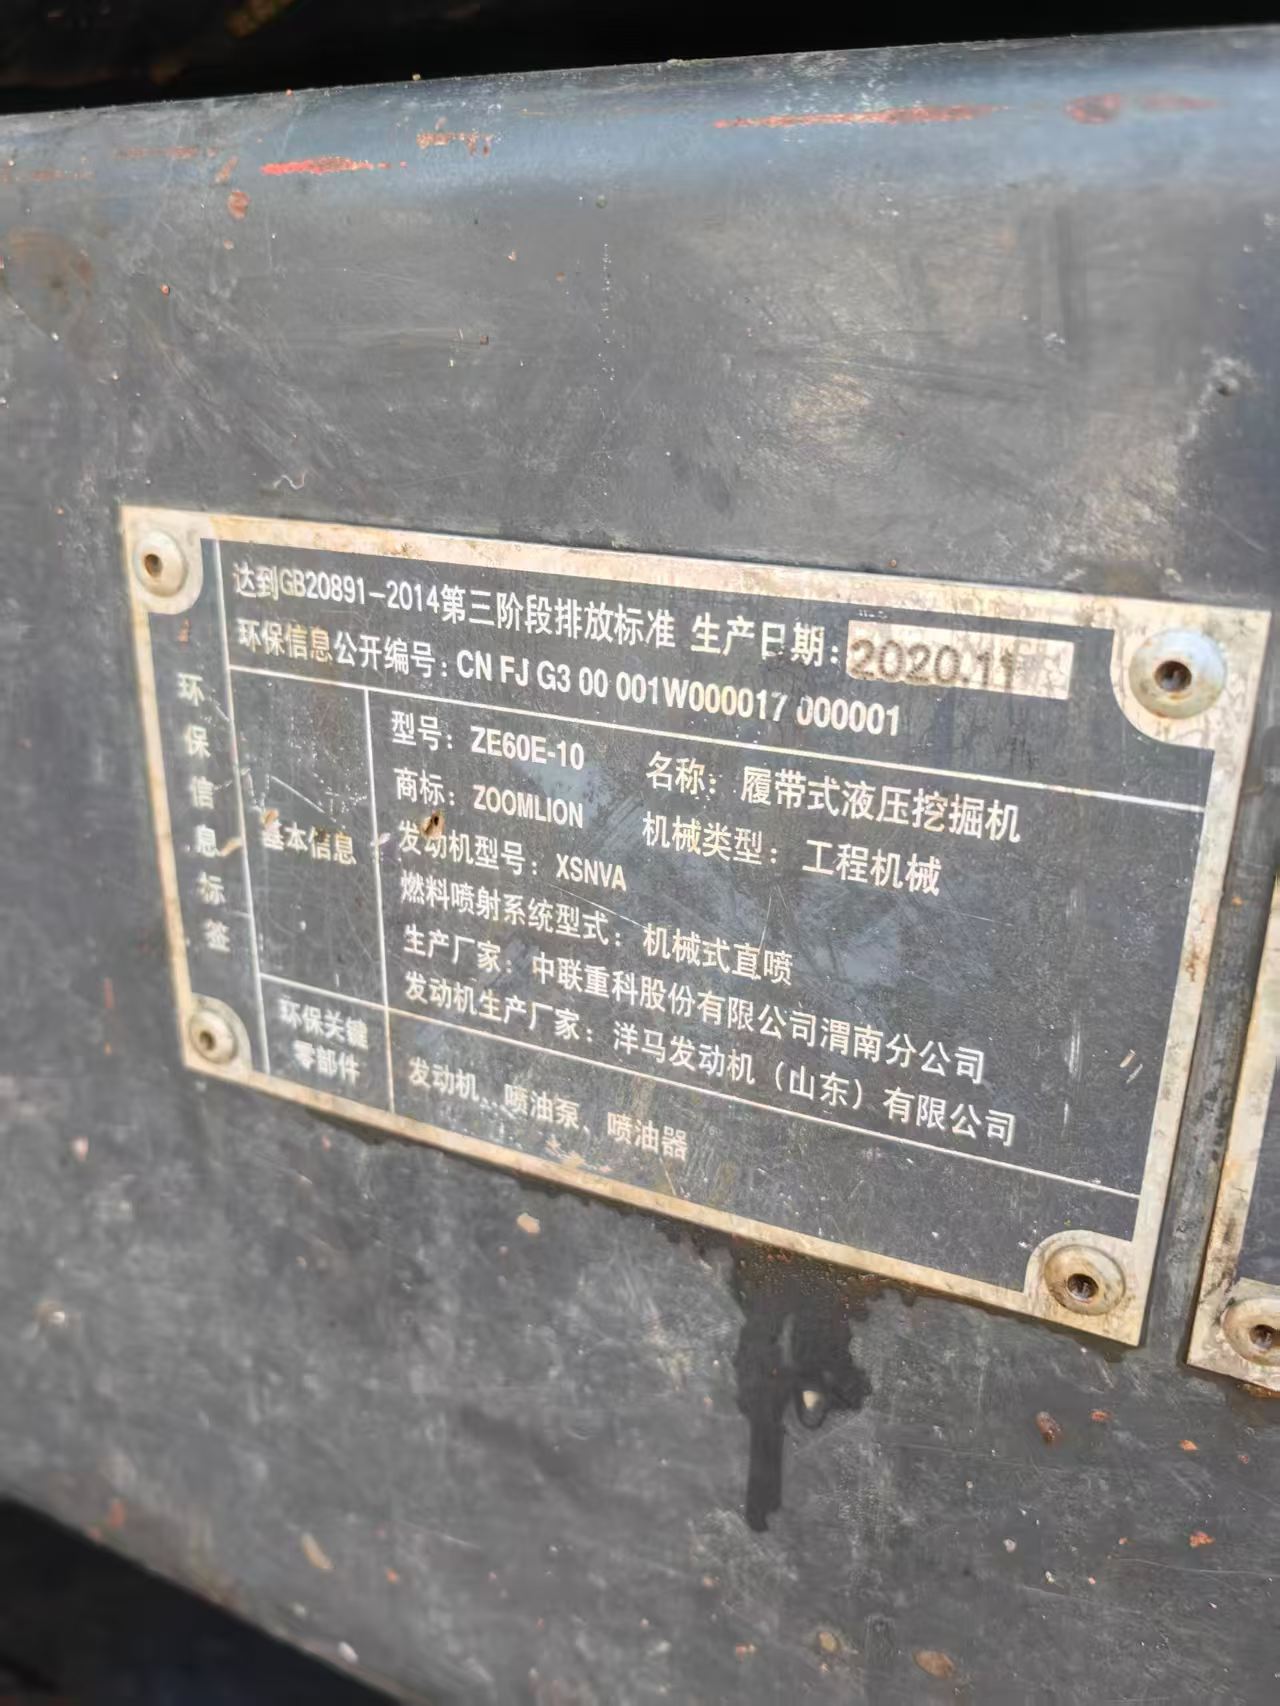 达到GB20891-2014第三阶段排放标准 生产日期: 2020.11
环保信息公开编号: CN FJ G3 00 001W000017 000001
环保信息标签
基本信息
型号: ZE60E-10 名称: 履带式液压挖掘机
商标: ZOOMLION 机械类型: 工程机械
发动机型号: XSNVA
燃料喷射系统型式: 机械式直喷
生产厂家: 中联重科股份有限公司渭南分公司
发动机生产厂家: 洋马发动机（山东）有限公司
环保关键
零部件
发动机、喷油泵、喷油器